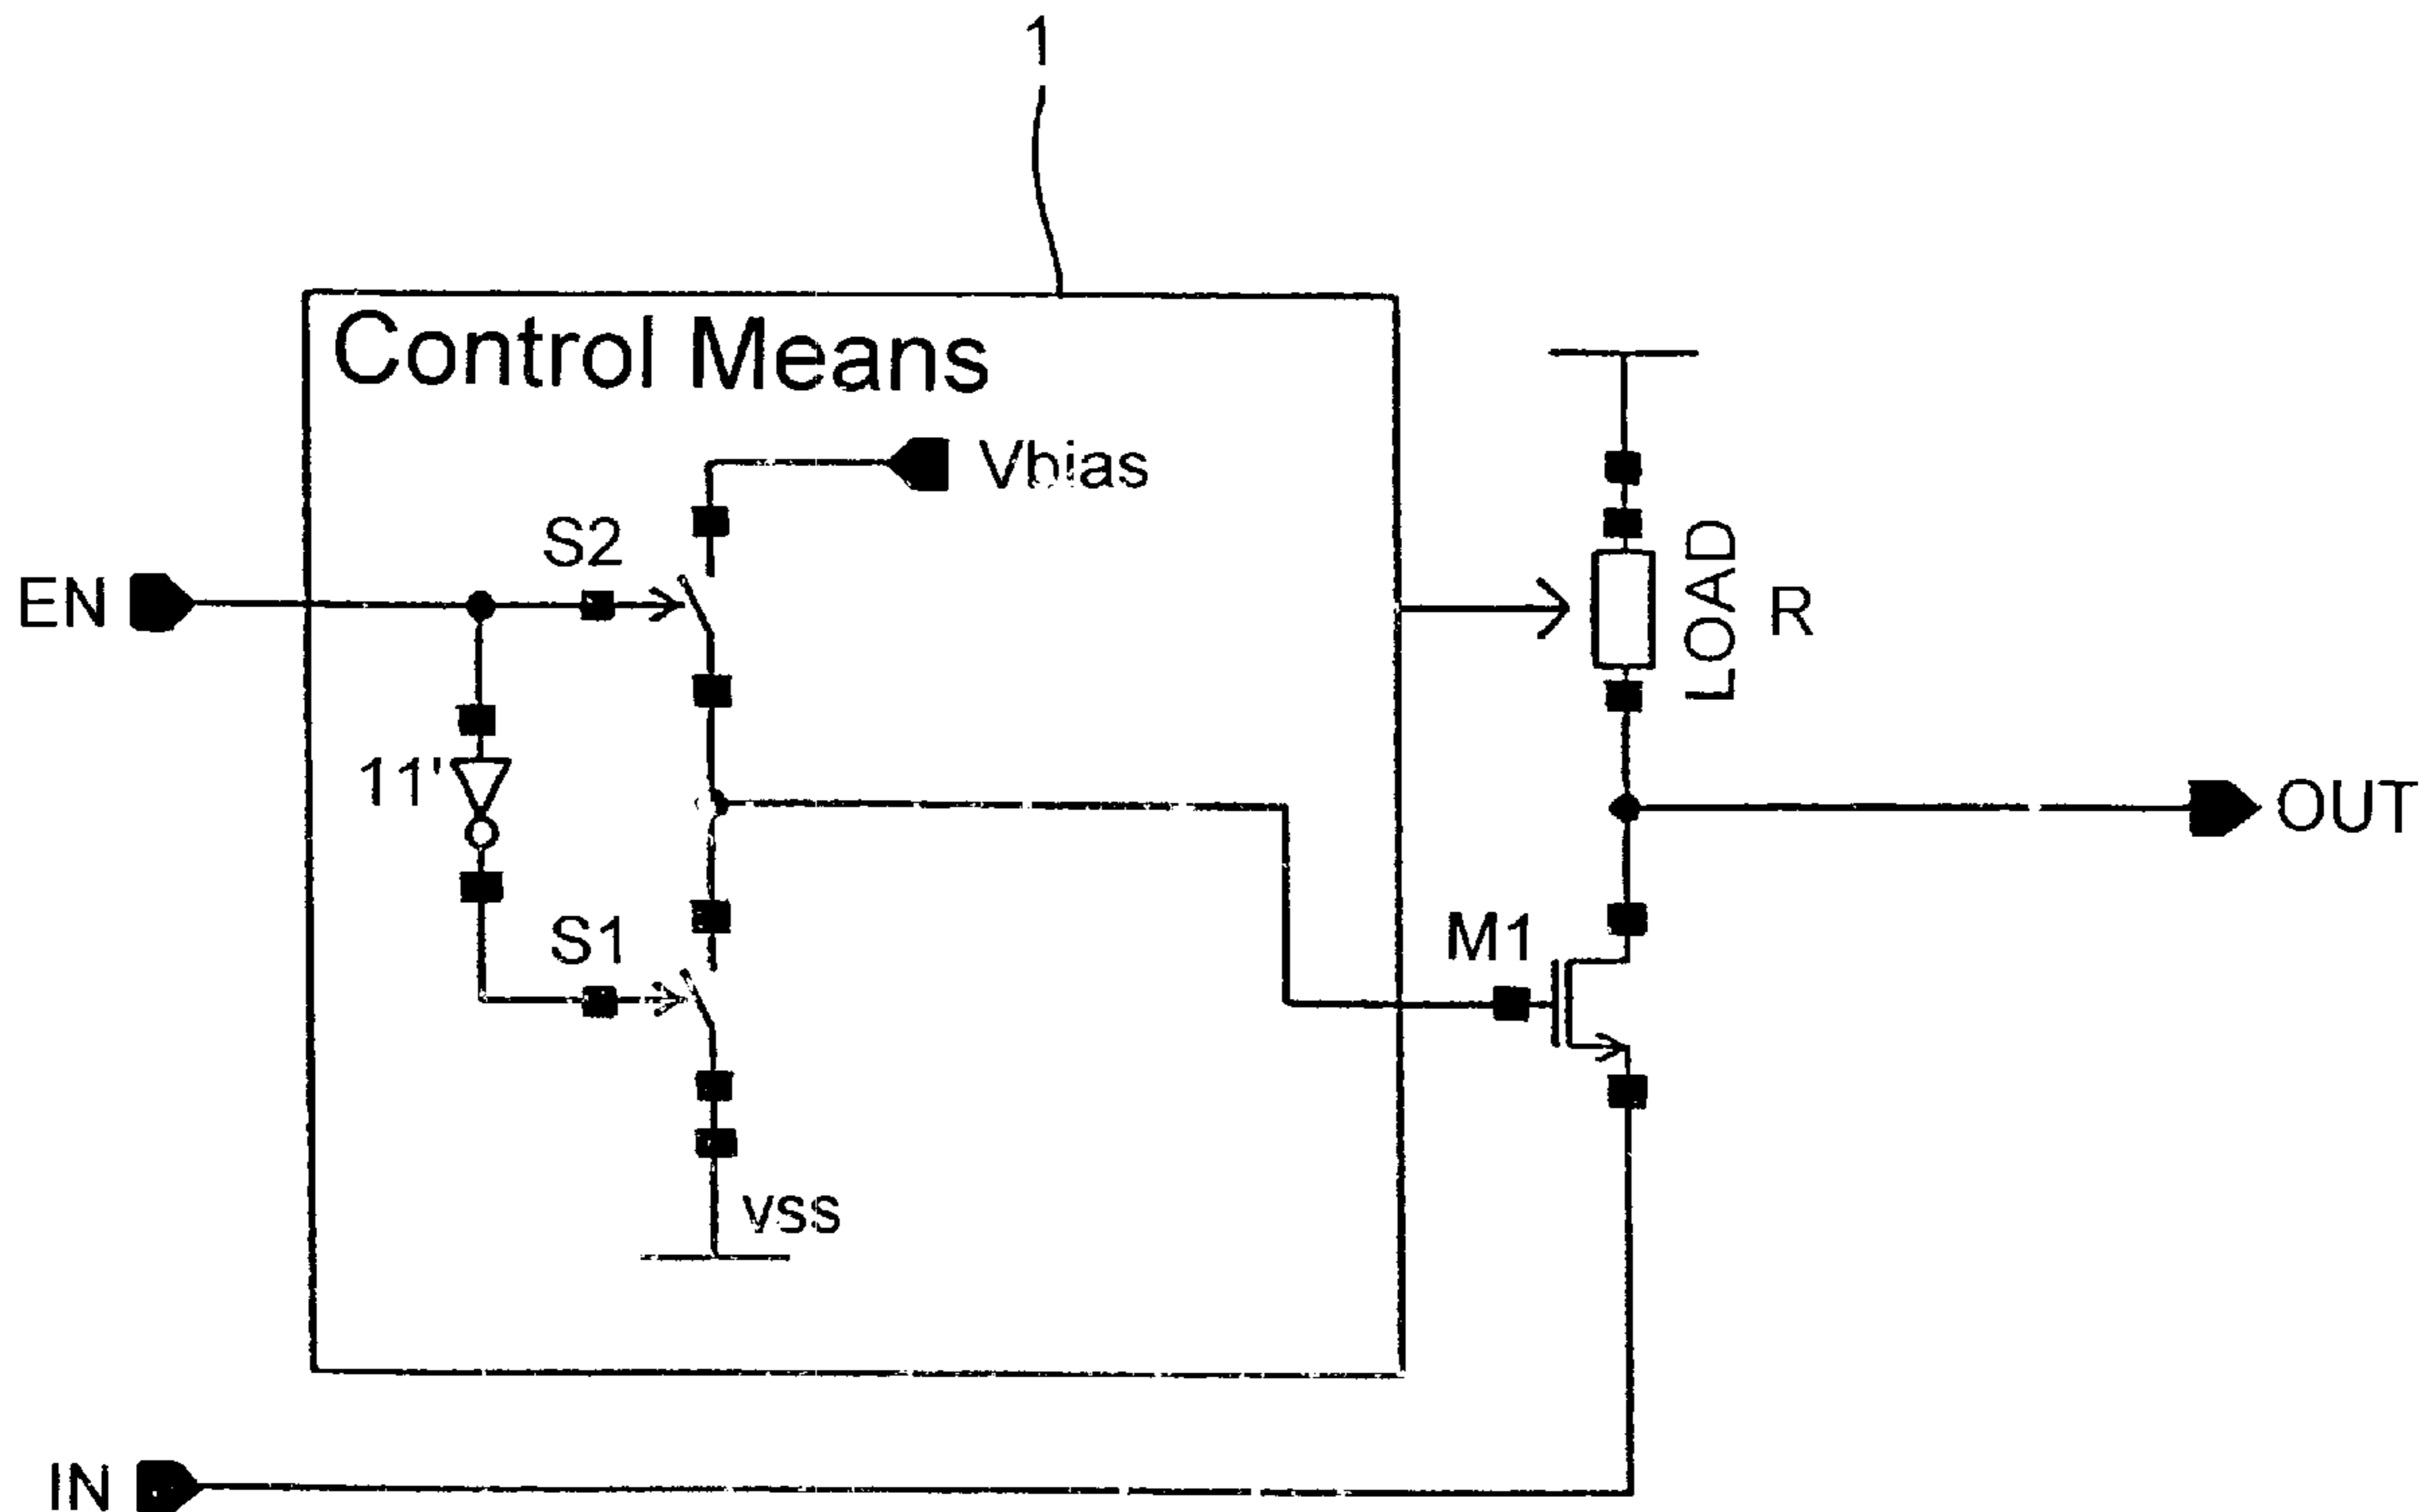 1
Control Means
Vbias
S2
EN
LOAD
R
11'
OUT
S1
M1
vss
IN